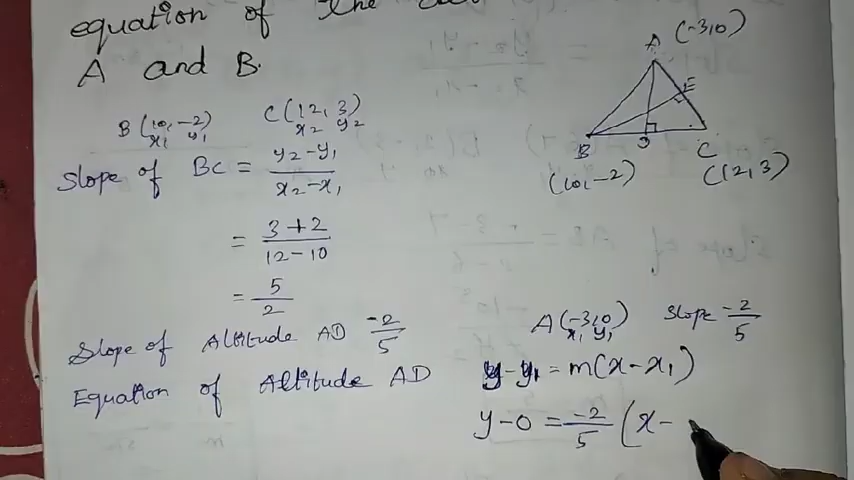 equation of the
A and B.
A (-3,0)
E
B D C
(10, -2) C(12, 3)
B (10, -2) C (12, 3)
x₁ y₁ x₂ y₂
Slope of BC = y₂-y₁ / x₂-x₁
= 3+2 / 12-10
= 5/2
Slope of Altitude AD -2/5
Equation of Altitude AD
A(-3,0) slope -2/5
x₁ y₁
y-y₁ = m(x-x₁)
y-0 = -2/5 (x-